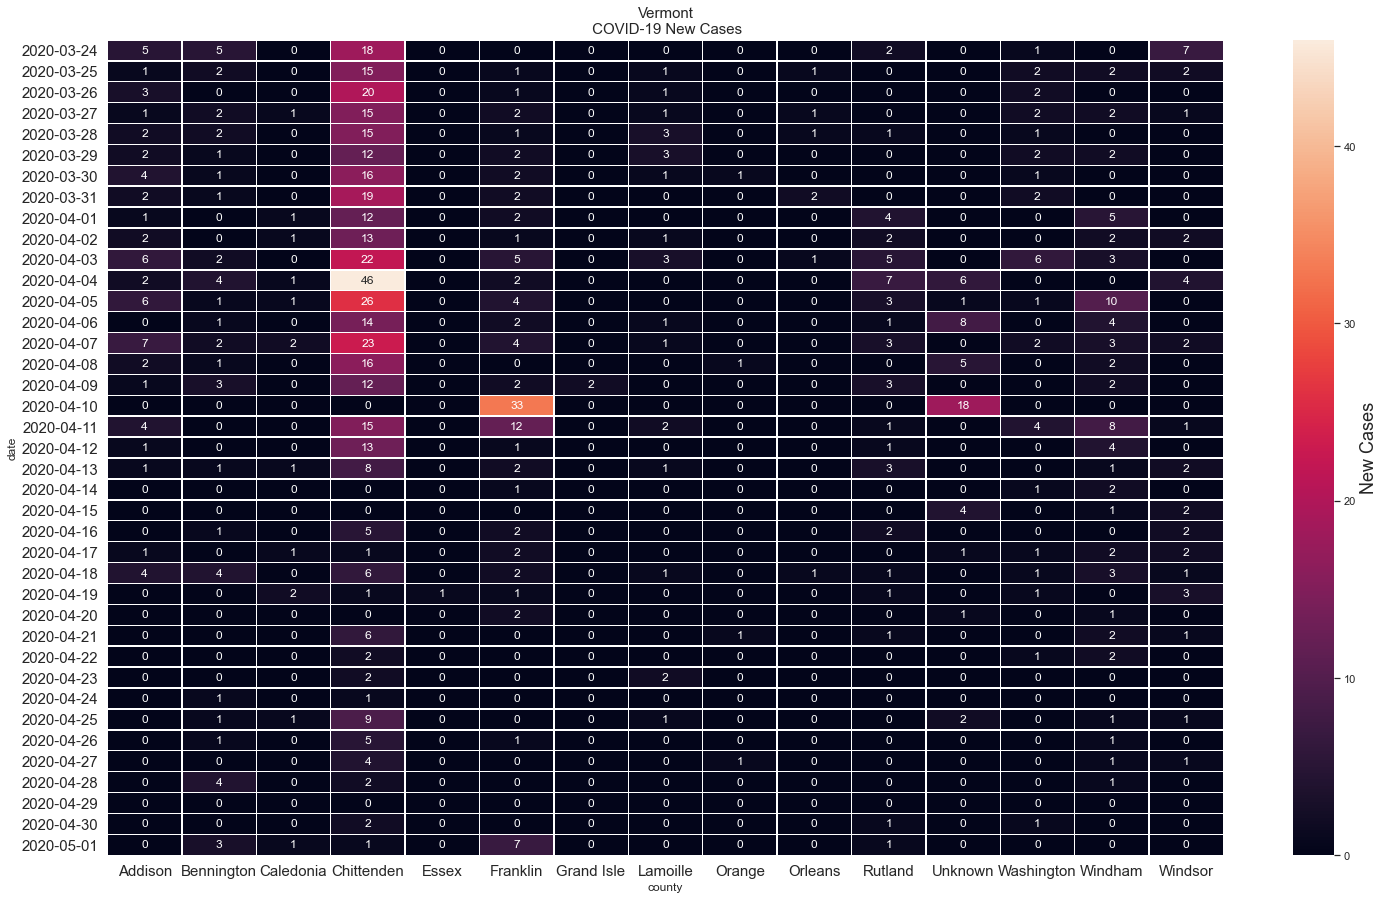 Vermont
COVID-19 New Cases
2020-03-24 5 5 0 18 0 0 0 0 0 0 2 0 1 0 7
2020-03-25 1 2 0 15 0 1 0 1 0 1 0 0 2 2 2
2020-03-26 3 0 0 20 0 1 0 1 0 0 0 0 2 0 0
2020-03-27 1 2 1 15 0 2 0 1 0 1 0 0 2 2 1
2020-03-28 2 2 0 15 0 1 0 3 0 1 1 0 1 0 0
2020-03-29 2 1 0 12 0 2 0 3 0 0 0 0 2 2 0
2020-03-30 4 1 0 16 0 2 0 1 1 0 0 0 1 0 0
2020-03-31 2 1 0 19 0 2 0 0 0 2 0 0 2 0 0
2020-04-01 1 0 1 12 0 2 0 0 0 0 4 0 0 5 0
2020-04-02 2 0 1 13 0 1 0 1 0 0 2 0 0 2 2
2020-04-03 6 2 0 22 0 5 0 3 0 1 5 0 6 3 0
2020-04-04 2 4 1 46 0 2 0 0 0 0 7 6 0 0 4
2020-04-05 6 1 1 26 0 4 0 0 0 0 3 1 1 10 0
2020-04-06 0 1 0 14 0 2 0 1 0 0 1 8 0 4 0
2020-04-07 7 2 2 23 0 4 0 1 0 0 3 0 2 3 2
2020-04-08 2 1 0 16 0 0 0 0 1 0 0 5 0 2 0
2020-04-09 1 3 0 12 0 2 2 0 0 0 3 0 0 2 0
2020-04-10 0 0 0 0 0 33 0 0 0 0 0 18 0 0 0
2020-04-11 4 0 0 15 0 12 0 2 0 0 1 0 4 8 1
2020-04-12 1 0 0 13 0 1 0 0 0 0 1 0 0 4 0
2020-04-13 1 1 1 8 0 2 0 1 0 0 3 0 0 1 2
2020-04-14 0 0 0 0 0 1 0 0 0 0 0 0 1 2 0
2020-04-15 0 0 0 0 0 0 0 0 0 0 0 4 0 1 2
2020-04-16 0 1 0 5 0 2 0 0 0 0 2 0 0 0 2
2020-04-17 1 0 1 1 0 2 0 0 0 0 0 1 1 2 2
2020-04-18 4 4 0 6 0 2 0 1 0 1 1 0 1 3 1
2020-04-19 0 0 2 1 1 1 0 0 0 0 1 0 1 0 3
2020-04-20 0 0 0 0 0 2 0 0 0 0 0 1 0 1 0
2020-04-21 0 0 0 6 0 0 0 0 1 0 1 0 0 2 1
2020-04-22 0 0 0 2 0 0 0 0 0 0 0 0 1 2 0
2020-04-23 0 0 0 2 0 0 0 2 0 0 0 0 0 0 0
2020-04-24 0 1 0 1 0 0 0 0 0 0 0 0 0 0 0
2020-04-25 0 1 1 9 0 0 0 1 0 0 0 2 0 1 1
2020-04-26 0 1 0 5 0 1 0 0 0 0 0 0 0 1 0
2020-04-27 0 0 0 4 0 0 0 0 1 0 0 0 0 1 1
2020-04-28 0 4 0 2 0 0 0 0 0 0 0 0 0 1 0
2020-04-29 0 0 0 0 0 0 0 0 0 0 0 0 0 0 0
2020-04-30 0 0 0 2 0 0 0 0 0 0 1 0 1 0 0
2020-05-01 0 3 1 1 0 7 0 0 0 0 1 0 0 0 0
Addison Bennington Caledonia Chittenden Essex Franklin Grand Isle Lamoille Orange Orleans Rutland Unknown Washington Windham Windsor
county
date
40
30
20
10
0
New Cases